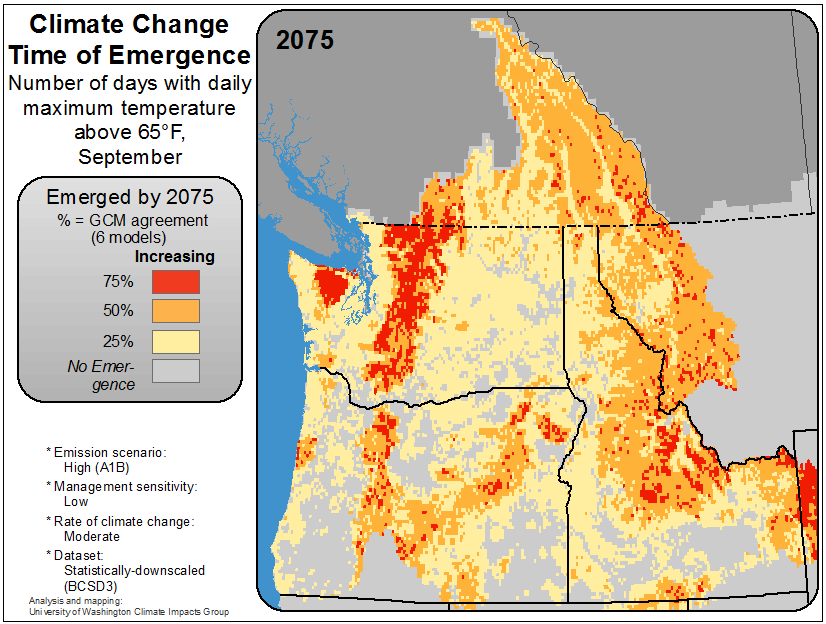 Climate Change
Time of Emergence
Number of days with daily
maximum temperature
above 65°F,
September
2075
Emerged by 2075
% = GCM agreement
(6 models)
Increasing
75%
50%
25%
No Emer-
gence
* Emission scenario:
High (A1B)
* Management sensitivity:
Low
* Rate of climate change:
Moderate
* Dataset:
Statistically-downscaled
(BCSD3)
Analysis and mapping:
University of Washington Climate Impacts Group